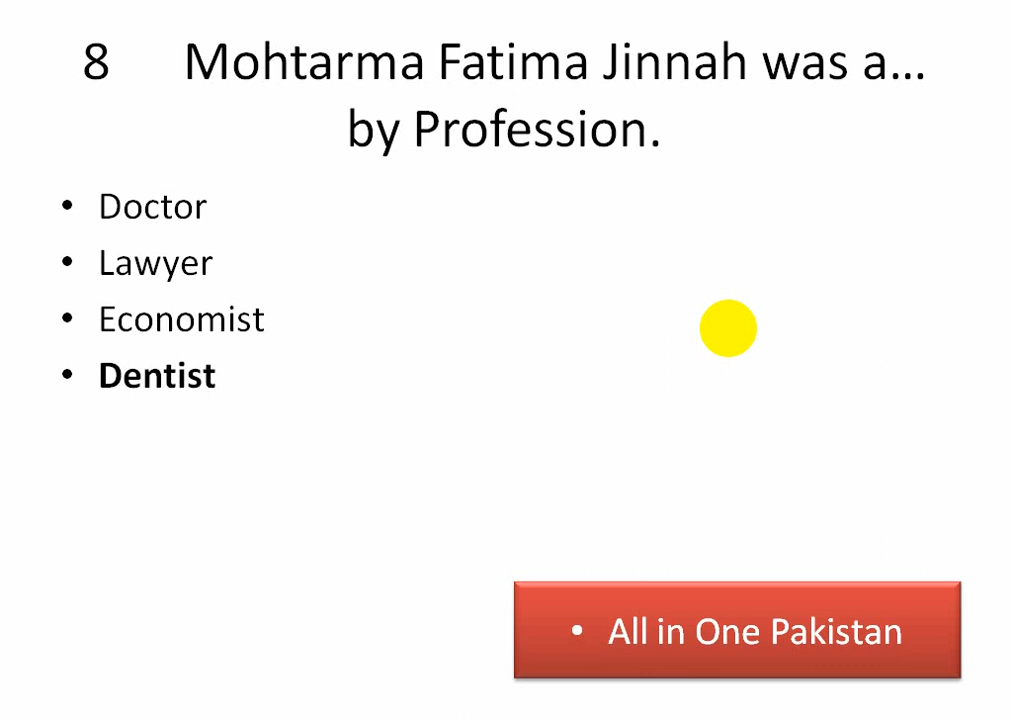 8 Mohtarma Fatima Jinnah was a...
by Profession.
• Doctor
• Lawyer
• Economist
• Dentist
• All in One Pakistan